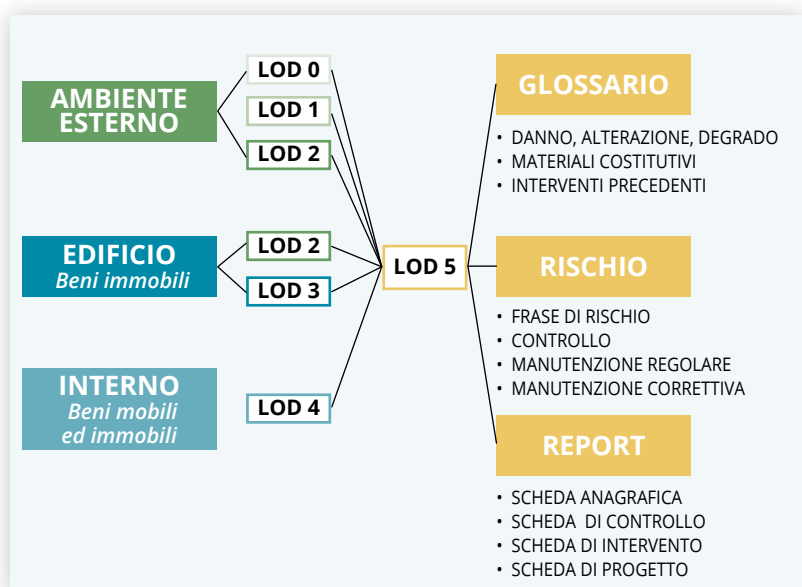 AMBIENTE
ESTERNO
LOD 0
LOD 1
LOD 2
EDIFICIO
Beni immobili
LOD 2
LOD 3
INTERNO
Beni mobili
ed immobili
LOD 4
LOD 5
GLOSSARIO
• DANNO, ALTERAZIONE, DEGRADO
• MATERIALI COSTITUTIVI
• INTERVENTI PRECEDENTI
RISCHIO
• FRASE DI RISCHIO
• CONTROLLO
• MANUTENZIONE REGOLARE
• MANUTENZIONE CORRETTIVA
REPORT
• SCHEDA ANAGRAFICA
• SCHEDA DI CONTROLLO
• SCHEDA DI INTERVENTO
• SCHEDA DI PROGETTO